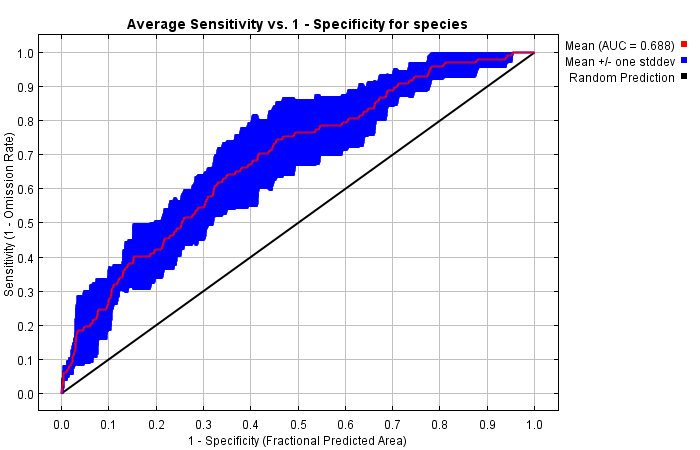 Average Sensitivity vs. 1 - Specificity for species
Mean (AUC = 0.688)
Mean +/- one stddev
Random Prediction
Sensitivity (1 - Omission Rate)
1.0
0.9
0.8
0.7
0.6
0.5
0.4
0.3
0.2
0.1
0.0
0.0 0.1 0.2 0.3 0.4 0.5 0.6 0.7 0.8 0.9 1.0
1 - Specificity (Fractional Predicted Area)